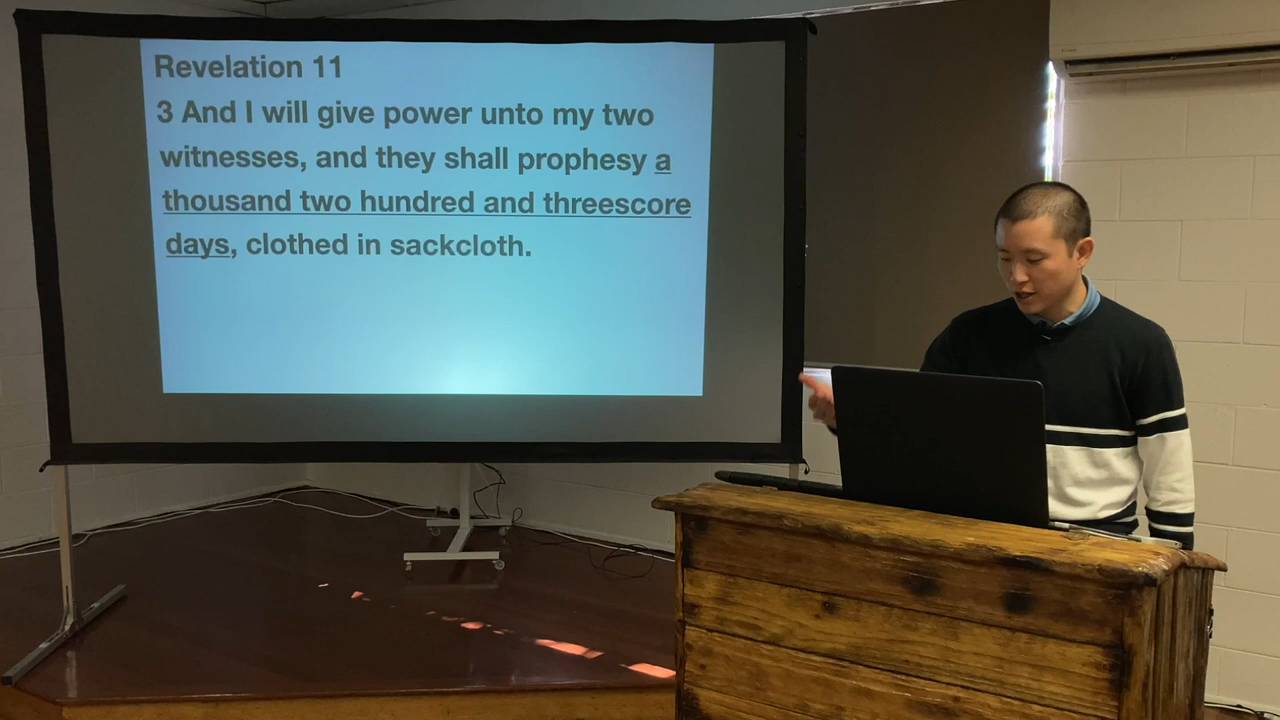 Revelation 11
3 And I will give power unto my two
witnesses, and they shall prophesy a
thousand two hundred and threescore
days, clothed in sackcloth.